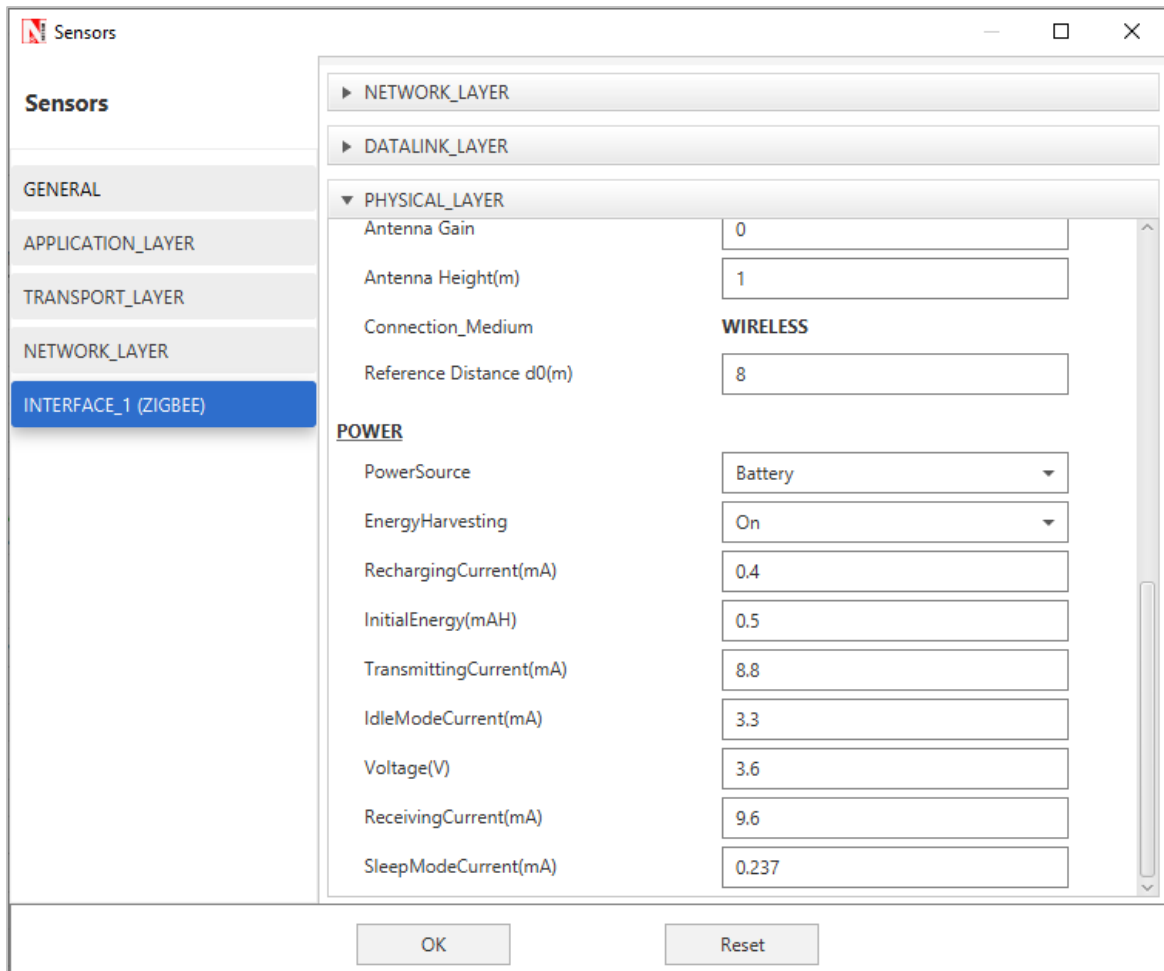 Sensors
Sensors
GENERAL
APPLICATION_LAYER
TRANSPORT_LAYER
NETWORK_LAYER
INTERFACE_1 (ZIGBEE)
NETWORK_LAYER
DATALINK_LAYER
PHYSICAL_LAYER
Antenna Gain 0
Antenna Height(m) 1
Connection_Medium WIRELESS
Reference Distance d0(m) 8
POWER
PowerSource Battery
EnergyHarvesting On
RechargingCurrent(mA) 0.4
InitialEnergy(mAH) 0.5
TransmittingCurrent(mA) 8.8
IdleModeCurrent(mA) 3.3
Voltage(V) 3.6
ReceivingCurrent(mA) 9.6
SleepModeCurrent(mA) 0.237
OK Reset